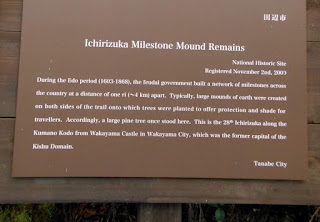 田辺市
Ichirizuka Milestone Mound Remains
National Historic Site
Registered November 2nd, 2003
During the Edo period (1603-1868), the feudal government built a network of milestones across
the country at a distance of one ri (～4 km) apart. Typically, large mounds of earth were created
on both sides of the trail onto which trees were planted to offer protection and shade for
travellers. Accordingly, a large pine tree once stood here. This is the 28th Ichirizuka along the
Kumano Kodo from Wakayama Castle in Wakayama City, which was the former capital of the
Kishu Domain.
Tanabe City